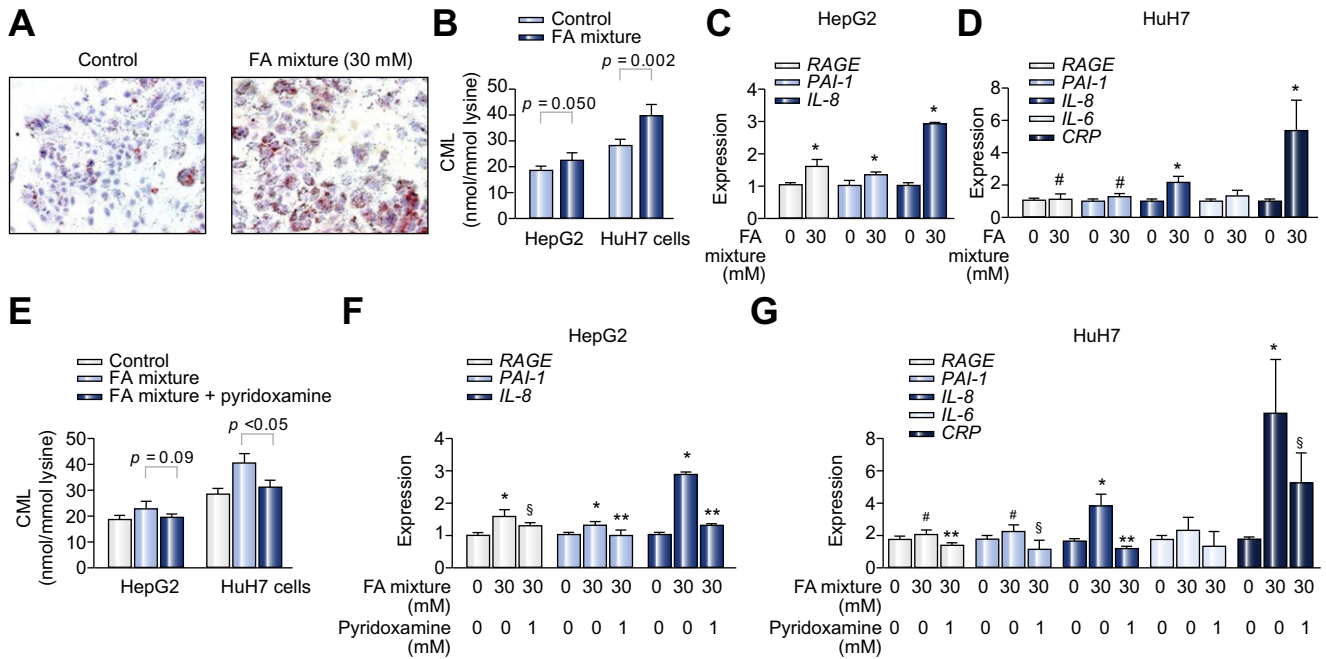 A
Control
FA mixture (30 mM)
B
Control
FA mixture
p = 0.002
p = 0.050
CML
(nmol/mmol lysine)
50
40
30
20
10
0
HepG2
HuH7 cells
C
HepG2
RAGE
PAI-1
IL-8
Expression
4
3
2
1
0
*
*
*
FA
mixture
(mM)
0 30 0 30 0 30
D
HuH7
RAGE
PAI-1
IL-8
IL-6
CRP
Expression
8
6
4
2
0
# # * *
FA
mixture
(mM)
0 30 0 30 0 30 0 30 0 30
E
Control
FA mixture
FA mixture + pyridoxamine
p <0.05
p = 0.09
CML
(nmol/mmol lysine)
50
40
30
20
10
0
HepG2
HuH7 cells
F
HepG2
RAGE
PAI-1
IL-8
Expression
4
3
2
1
0
* § * ** * **
FA mixture
(mM)
0 30 30 0 30 30 0 30 30
Pyridoxamine
(mM)
0 0 1 0 0 1 0 0 1
G
HuH7
RAGE
PAI-1
IL-8
IL-6
CRP
Expression
8
6
4
2
0
# ** # § * ** * §
FA mixture
(mM)
0 30 30 0 30 30 0 30 30 0 30 30 0 30 30
Pyridoxamine
(mM)
0 0 1 0 0 1 0 0 1 0 0 1 0 0 1